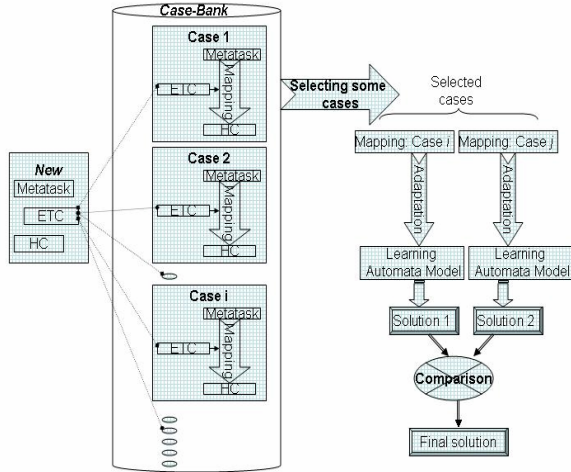 Case-Bank
New
Metatask
ETC
HC
Case 1
Metatask
ETC
Mapping
HC
Case 2
Metatask
ETC
Mapping
HC
Case i
Metatask
ETC
Mapping
HC
Selecting some
cases
Selected
cases
Mapping: Case i
Mapping: Case j
Adaptation
Adaptation
Learning
Automata Model
Learning
Automata Model
Solution 1
Solution 2
Comparison
Final solution